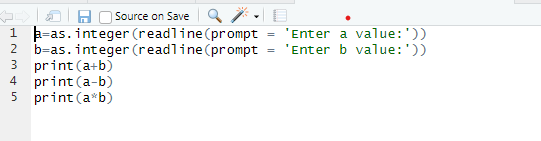 Source on Save
1 a=as.integer(readline(prompt = 'Enter a value:'))
2 b=as.integer(readline(prompt = 'Enter b value:'))
3 print(a+b)
4 print(a-b)
5 print(a*b)